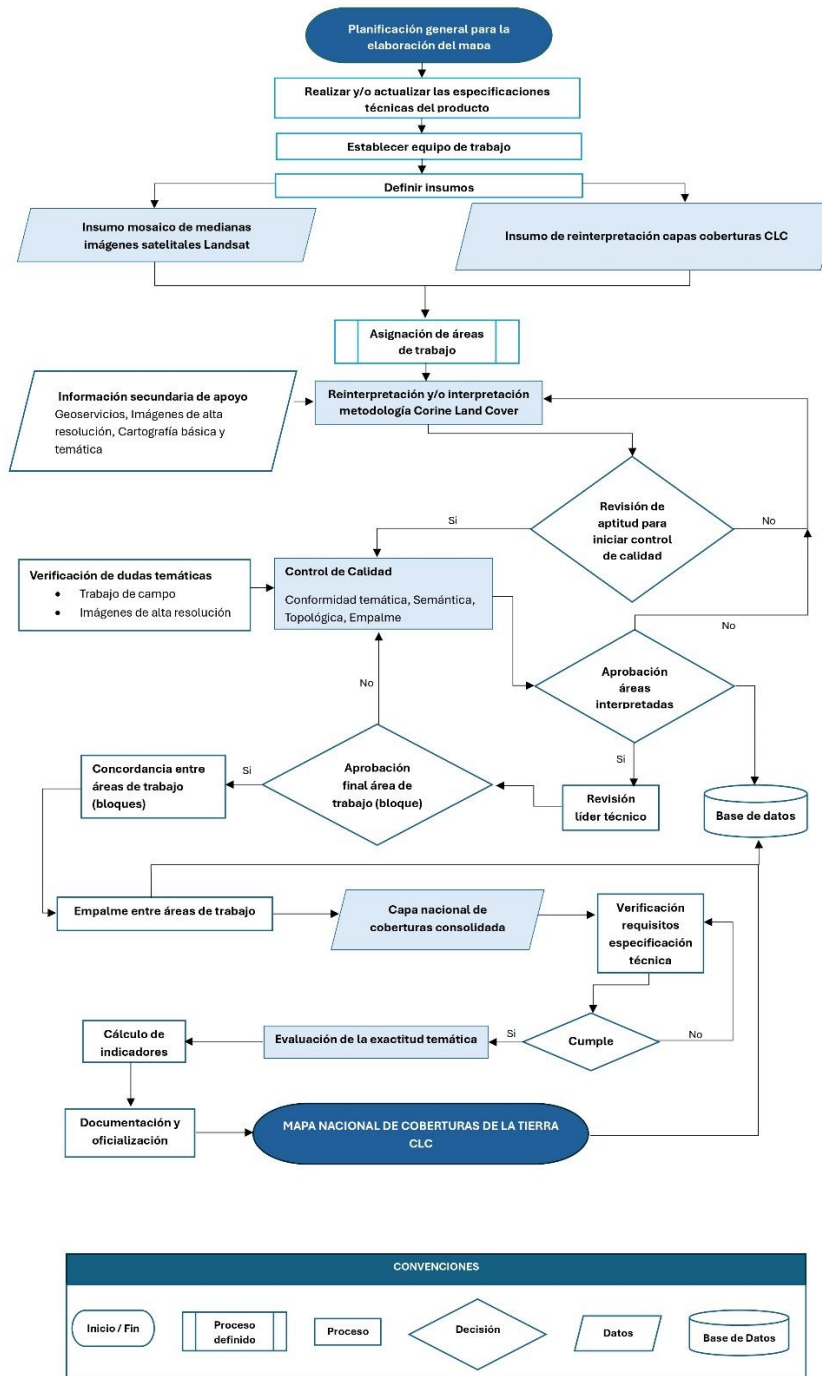 Planificación general para la
elaboración del mapa
Realizar y/o actualizar las especificaciones
técnicas del producto
Establecer equipo de trabajo
Definir insumos
Insumo mosaico de medianas
imágenes satelitales Landsat
Insumo de reinterpretación capas coberturas CLC
Asignación de áreas
de trabajo
Información secundaria de apoyo
Geoservicios, Imágenes de alta
resolución, Cartografía básica y
temática
Reinterpretación y/o interpretación
metodología Corine Land Cover
Revisión de
aptitud para
iniciar control
de calidad
Si
No
Verificación de dudas temáticas
• Trabajo de campo
• Imágenes de alta resolución
Control de Calidad
Conformidad temática, Semántica,
Topológica, Empalme
No
Aprobación
áreas
interpretadas
No
Si
Concordancia entre
áreas de trabajo
(bloques)
Si
Aprobación
final área de
trabajo (bloque)
Revisión
líder técnico
Base de datos
Empalme entre áreas de trabajo
Capa nacional de
coberturas consolidada
Verificación
requisitos
especificación
técnica
Cálculo de
indicadores
Evaluación de la exactitud temática
Si
Cumple
No
Documentación y
oficialización
MAPA NACIONAL DE COBERTURAS DE LA TIERRA
CLC
CONVENCIONES
Inicio / Fin
Proceso
definido
Proceso
Decisión
Datos
Base de Datos